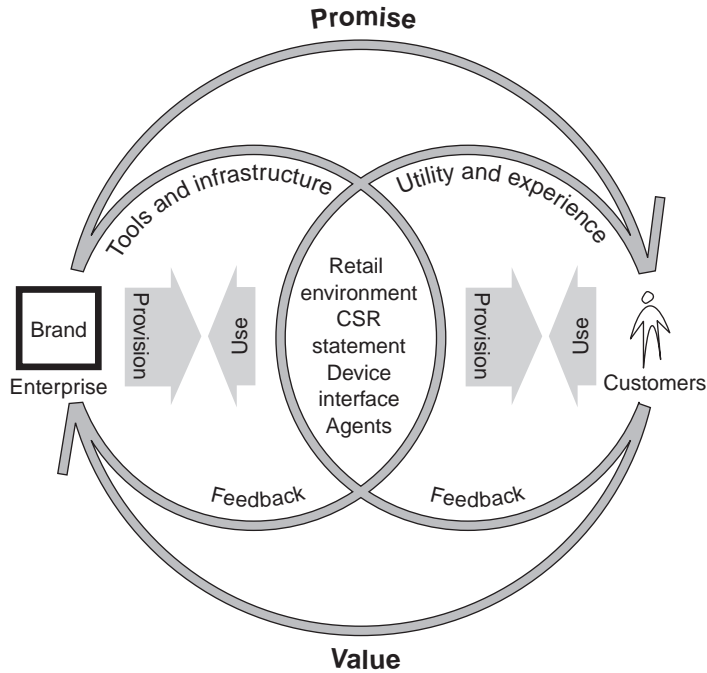 Promise
Tools and infrastructure
Utility and experience
Brand
Enterprise
Provision
Use
Retail
environment
CSR
statement
Device
interface
Agents
Provision
Use
Customers
Feedback
Feedback
Value